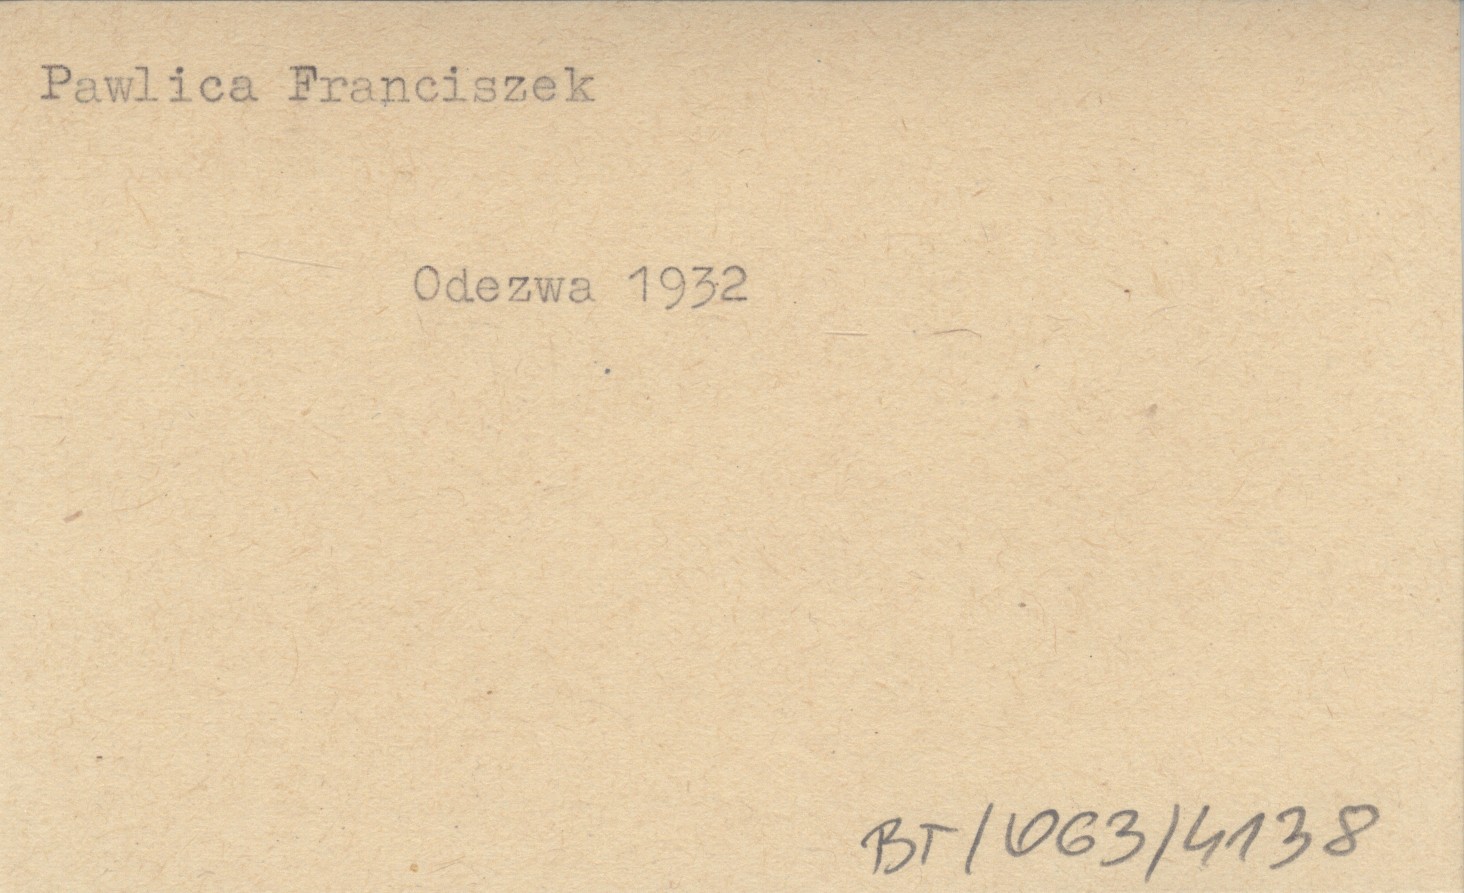 Pawlica Franciszek
Odezwa 1932
BT/063/4138